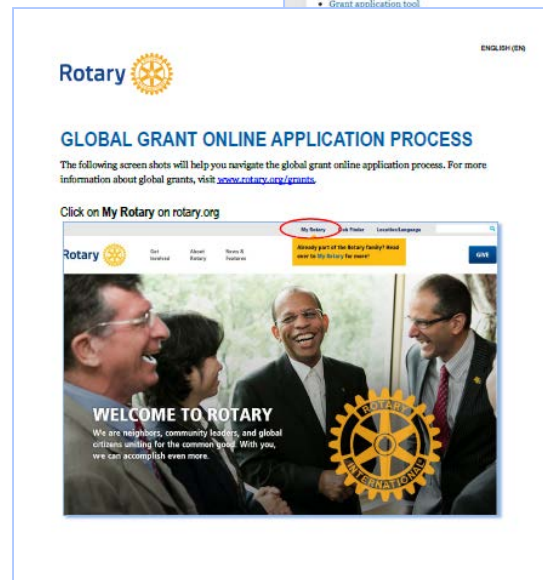 • Grant application tool
ENGLISH (EN)
Rotary
GLOBAL GRANT ONLINE APPLICATION PROCESS
The following screen shots will help you navigate the global grant online application process. For more
information about global grants, visit www.rotary.org/grants.
Click on My Rotary on rotary.org
My Rotary Club Finder Location/Language
Rotary
Get
Involved
About
Rotary
News &
Features
Already part of the Rotary family? Head
over to My Rotary for more!
GIVE
WELCOME TO ROTARY
We are neighbors, community leaders, and global
citizens uniting for the common good. With you,
we can accomplish even more.
ROTARY
INTERNATIONAL